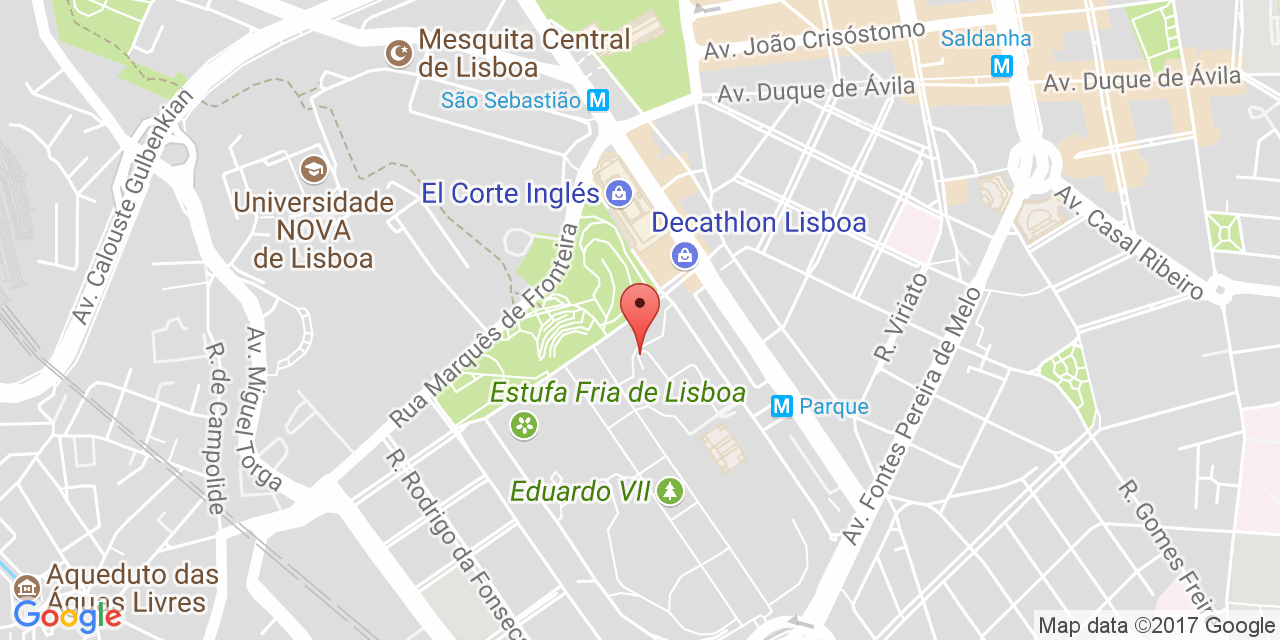 Mesquita Central
de Lisboa
São Sebastião M
Av. João Crisóstomo
Saldanha
M
Av. Duque de Ávila
Av. Duque de Ávila
Av. Calouste Gulbenkian
Universidade
NOVA
de Lisboa
El Corte Inglés
Decathlon Lisboa
Av. Casal Ribeiro
Rua Marquês de Fronteira
R. Viriato
Av. Fontes Pereira de Melo
Av. Miguel Torga
R. de Campolide
Estufa Fria de Lisboa
M Parque
Eduardo VII
R. Rodrigo da Fonsec
R. Gomes Freir
Aqueduto das
Águas Livres
Google
Map data ©2017 Google